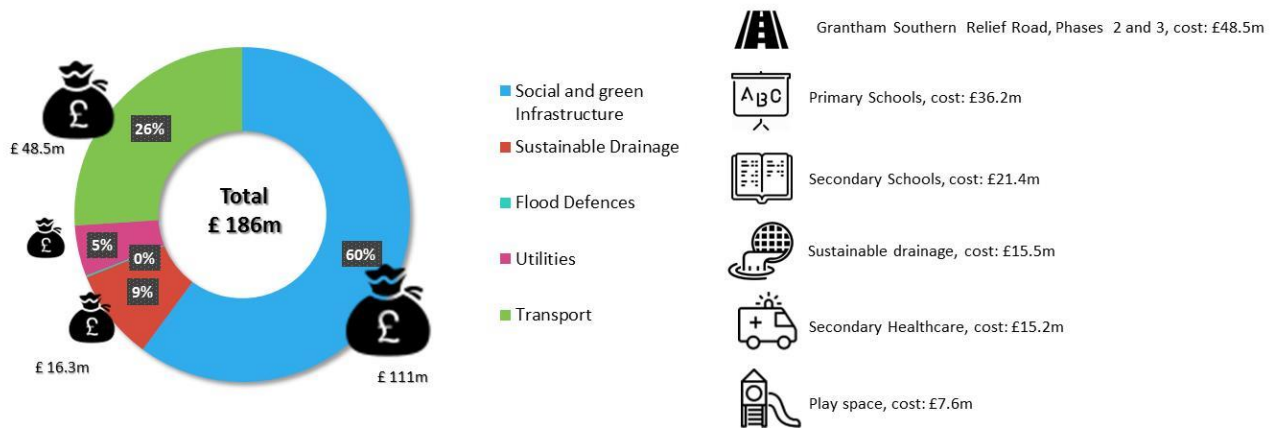 £ 48.5m
26%
Total
£ 186m
5%
0%
9%
60%
£
£
£
£
£ 16.3m
£ 111m
Social and green
Infrastructure
Sustainable Drainage
Flood Defences
Utilities
Transport
Grantham Southern Relief Road, Phases 2 and 3, cost: £48.5m
ABC
Primary Schools, cost: £36.2m
Secondary Schools, cost: £21.4m
Sustainable drainage, cost: £15.5m
Secondary Healthcare, cost: £15.2m
Play space, cost: £7.6m